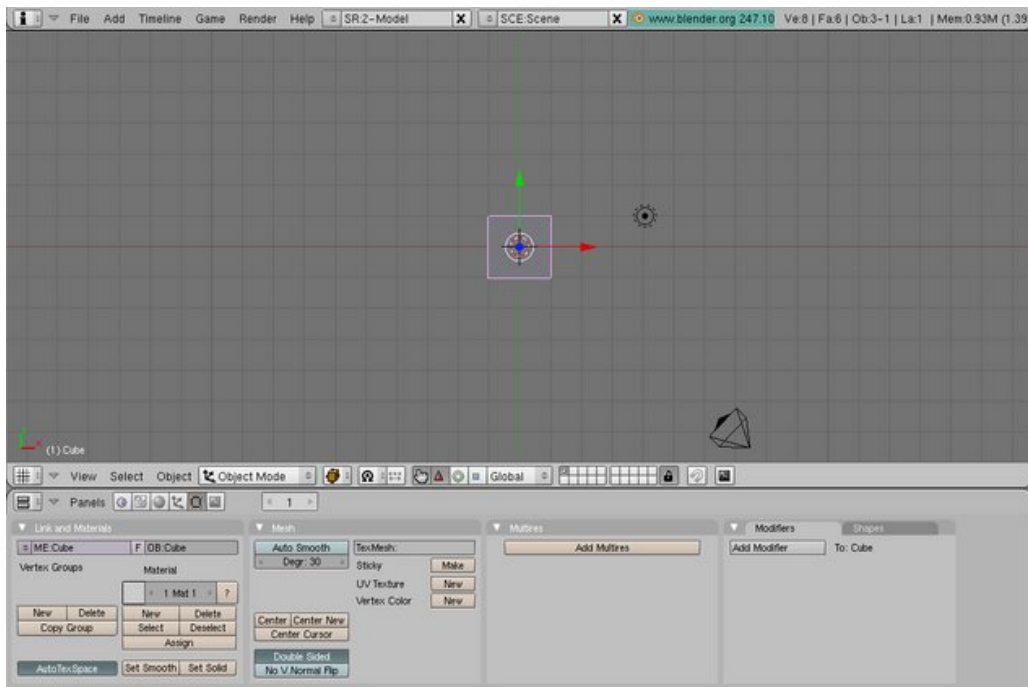 File Add Timeline Game Render Help SR:2-Model X SCE:Scene X www.blender.org 247.10 Ve:8 | Fa:6 | Ob:3-1 | La:1 | Mem:0.93M (1.39
(1) Cube
View Select Object Object Mode Global
Panels 1
Link and Materials
ME:Cube F OB:Cube
Vertex Groups
Material
1 Mat 1 ?
New Delete New Delete
Copy Group Select Deselect
Assign
AutoTexSpace Set Smooth Set Solid
Mesh
Auto Smooth TexMesh:
Degr: 30 Sticky Make
UV Texture New
Vertex Color New
Center Center New
Center Cursor
Double Sided
No V.Normal Flip
Multires
Add Multires
Modifiers Shapes
Add Modifier To: Cube